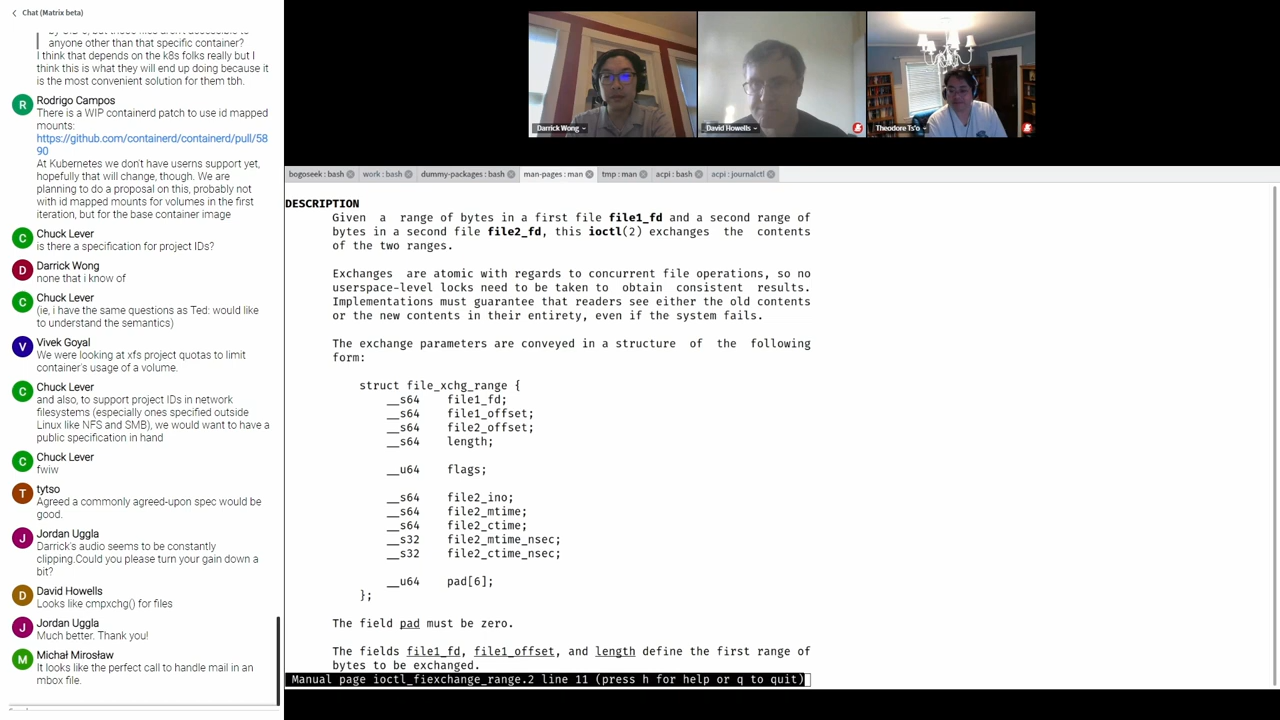 Chat (Matrix beta)
anyone other than that specific container?
I think that depends on the k8s folks really but I
think this is what they will end up doing because it
is the most convenient solution for them tbh.
R
Rodrigo Campos
There is a WIP containerd patch to use id mapped
mounts:
https://github.com/containerd/containerd/pull/58
90
At Kubernetes we don't have userns support yet,
hopefully that will change, though. We are
planning to do a proposal on this, probably not
with id mapped mounts for volumes in the first
iteration, but for the base container image
C
Chuck Lever
is there a specification for project IDs?
D
Darrick Wong
none that i know of
C
Chuck Lever
(ie, i have the same questions as Ted: would like
to understand the semantics)
V
Vivek Goyal
We were looking at xfs project quotas to limit
container's usage of a volume.
C
Chuck Lever
and also, to support project IDs in network
filesystems (especially ones specified outside
Linux like NFS and SMB), we would want to have a
public specification in hand
C
Chuck Lever
fwiw
T
tytso
Agreed a commonly agreed-upon spec would be
good.
J
Jordan Uggla
Darrick's audio seems to be constantly
clipping.Could you please turn your gain down a
bit?
D
David Howells
Looks like cmpxchg() for files
J
Jordan Uggla
Much better. Thank you!
M
Michał Mirosław
It looks like the perfect call to handle mail in an
mbox file.
Darrick Wong
David Howells
Theodore Ts'o
bogoseek : bash work : bash dummy-packages : bash man-pages : man tmp : man acpi : bash acpi : journalctl
DESCRIPTION
Given a range of bytes in a first file file1_fd and a second range of
bytes in a second file file2_fd, this ioctl(2) exchanges the contents
of the two ranges.
Exchanges are atomic with regards to concurrent file operations, so no
userspace-level locks need to be taken to obtain consistent results.
Implementations must guarantee that readers see either the old contents
or the new contents in their entirety, even if the system fails.
The exchange parameters are conveyed in a structure of the following
form:
struct file_xchg_range {
__s64 file1_fd;
__s64 file1_offset;
__s64 file2_offset;
__s64 length;
__u64 flags;
__s64 file2_ino;
__s64 file2_mtime;
__s64 file2_ctime;
__s32 file2_mtime_nsec;
__s32 file2_ctime_nsec;
__u64 pad[6];
};
The field pad must be zero.
The fields file1_fd, file1_offset, and length define the first range of
bytes to be exchanged.
Manual page ioctl_fiexchange_range.2 line 11 (press h for help or q to quit)